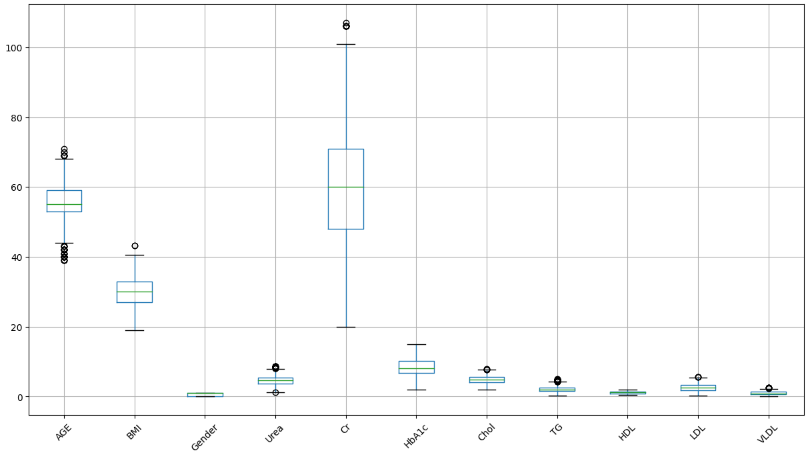 100
80
60
40
20
0
AGE
BMI
Gender
Urea
Cr
HbA1c
Chol
TG
HDL
LDL
VLDL